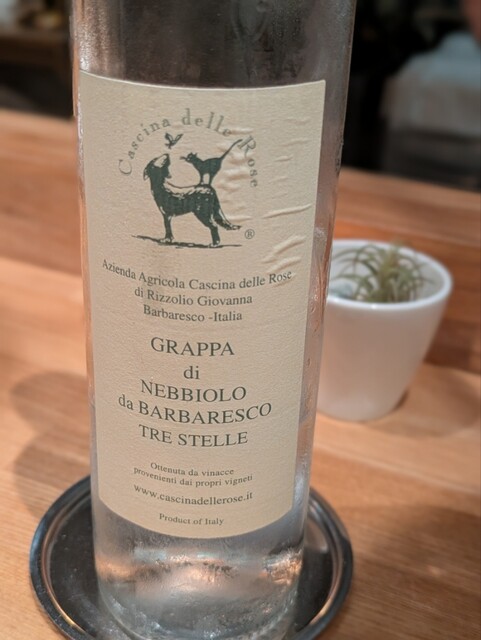 Cascina delle Rose
®
Azienda Agricola Cascina delle Rose
di Rizzolio Giovanna
Barbaresco -Italia
GRAPPA
di
NEBBIOLO
da BARBARESCO
TRE STELLE
Ottenuta da vinacce
provenienti dai propri vigneti
www.cascinadellerose.it
Product of Italy